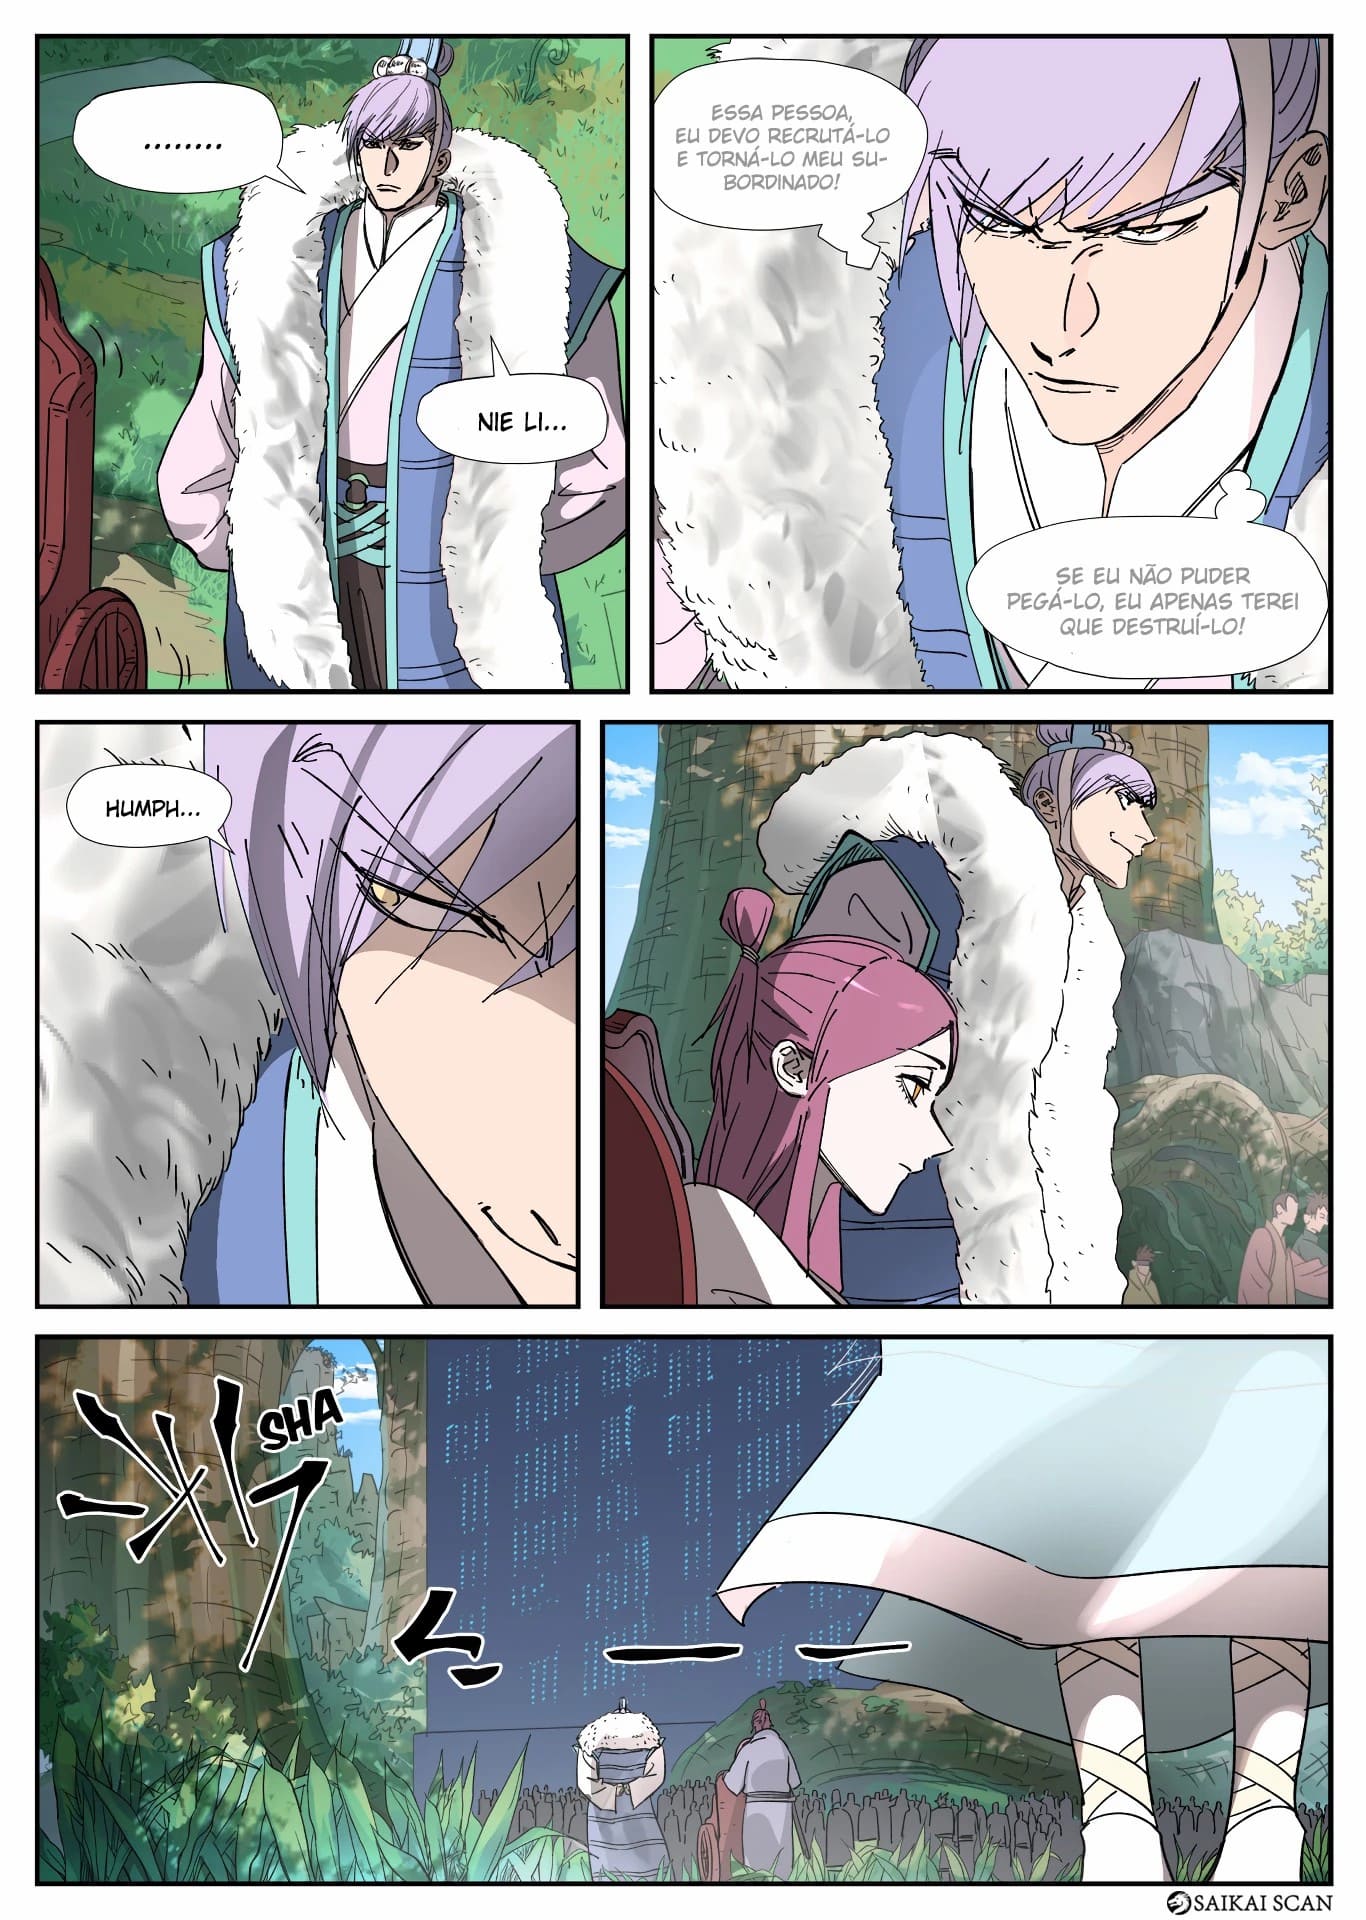 ........
NIE LI...
ESSA PESSOA,
EU DEVO RECRUTÁ-LO
E TORNÁ-LO MEU SU-
BORDINADO!
SE EU NÃO PUDER
PEGÁ-LO, EU APENAS TEREI
QUE DESTRUÍ-LO!
HUMPH...
SHA
SAIKAI SCAN